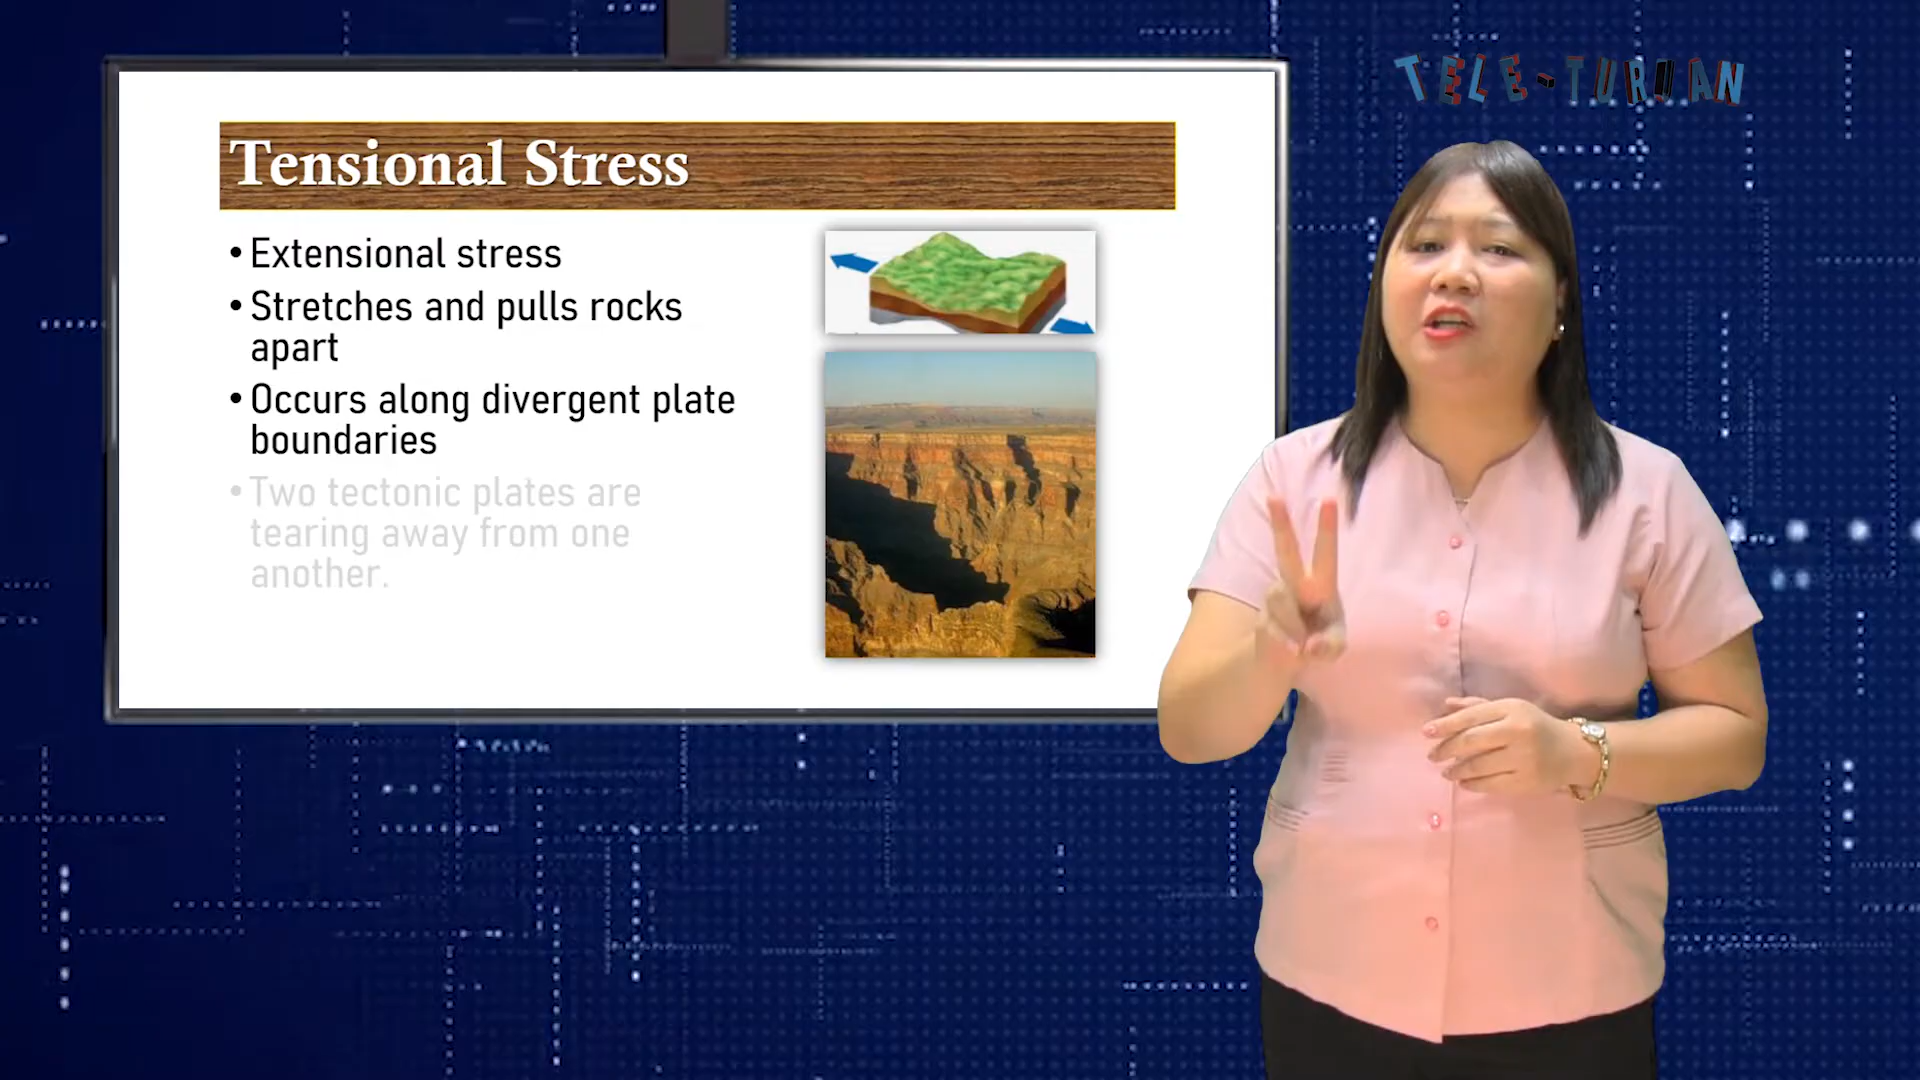 TELE-TURUAN
Tensional Stress
• Extensional stress
• Stretches and pulls rocks
apart
• Occurs along divergent plate
boundaries
• Two tectonic plates are
tearing away from one
another.